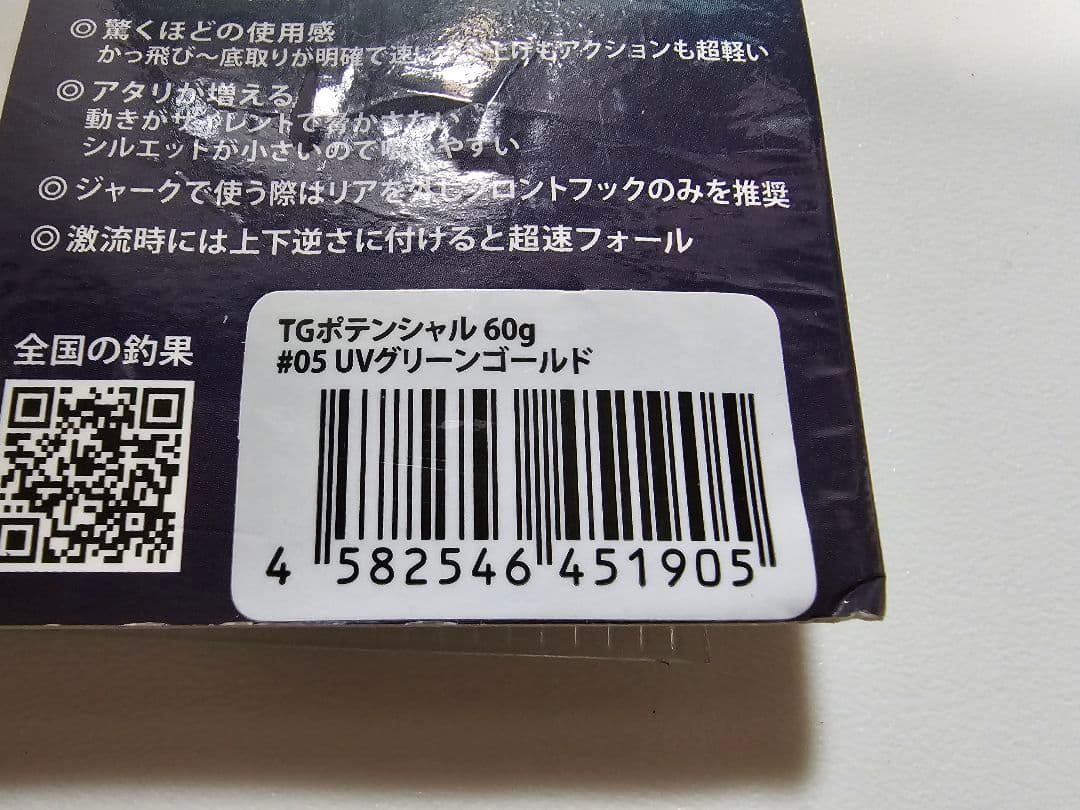 ◎ 驚くほどの使用感
かっ飛び～底取りが明確で速い 上げもアクションも超軽い
◎ アタリが増える
動きがサイレントで脅かさない
シルエットが小さいので やすい
◎ ジャークで使う際はリアを フロントフックのみを推奨
◎ 激流時には上下逆さに付けると超速フォール
全国の釣果
TGポテンシャル 60g
#05 UVグリーンゴールド
4 582546 451905